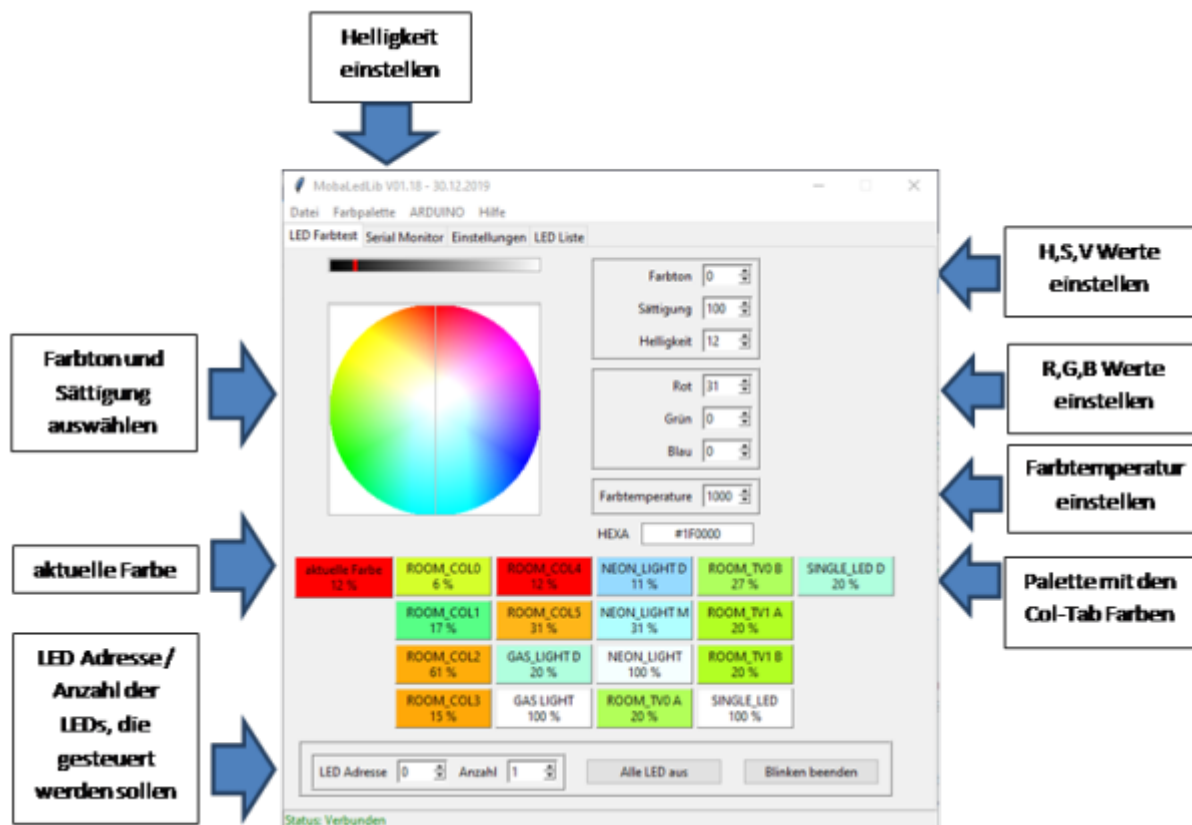 Helligkeit
einstellen
MobaLedLib V01.18 - 30.12.2019
Datei Farbpalette ARDUINO Hilfe
LED Farbtest Serial Monitor Einstellungen LED Liste
Farbton 0
Sättigung 100
Helligkeit 12
H,S,V Werte
einstellen
Farbton und
Sättigung
auswählen
Rot 31
Grün 0
Blau 0
R,G,B Werte
einstellen
Farbtemperature 1000
Farbtemperatur
einstellen
HEXA #1F0000
aktuelle Farbe
aktuelle Farbe
12 %
ROOM_COL0
6 %
ROOM_COL4
12 %
NEON_LIGHT D
11 %
ROOM_TV0 B
27 %
SINGLE_LED D
20 %
Palette mit den
Col-Tab Farben
ROOM_COL1
17 %
ROOM_COL5
31 %
NEON_LIGHT M
31 %
ROOM_TV1 A
20 %
ROOM_COL2
61 %
GAS_LIGHT D
20 %
NEON_LIGHT
100 %
ROOM_TV1 B
20 %
ROOM_COL3
15 %
GAS LIGHT
100 %
ROOM_TV0 A
20 %
SINGLE_LED
100 %
LED Adresse /
Anzahl der
LEDs, die
gesteuert
werden sollen
LED Adresse 0 Anzahl 1 Alle LED aus Blinken beenden
Status: Verbunden